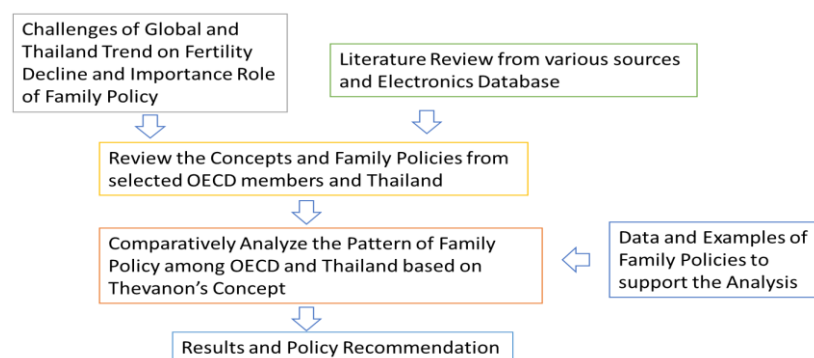 Challenges of Global and
Thailand Trend on Fertility
Decline and Importance Role
of Family Policy
Literature Review from various sources
and Electronics Database
Review the Concepts and Family Policies from
selected OECD members and Thailand
Comparatively Analyze the Pattern of Family
Policy among OECD and Thailand based on
Thevanon’s Concept
Data and Examples of
Family Policies to
support the Analysis
Results and Policy Recommendation